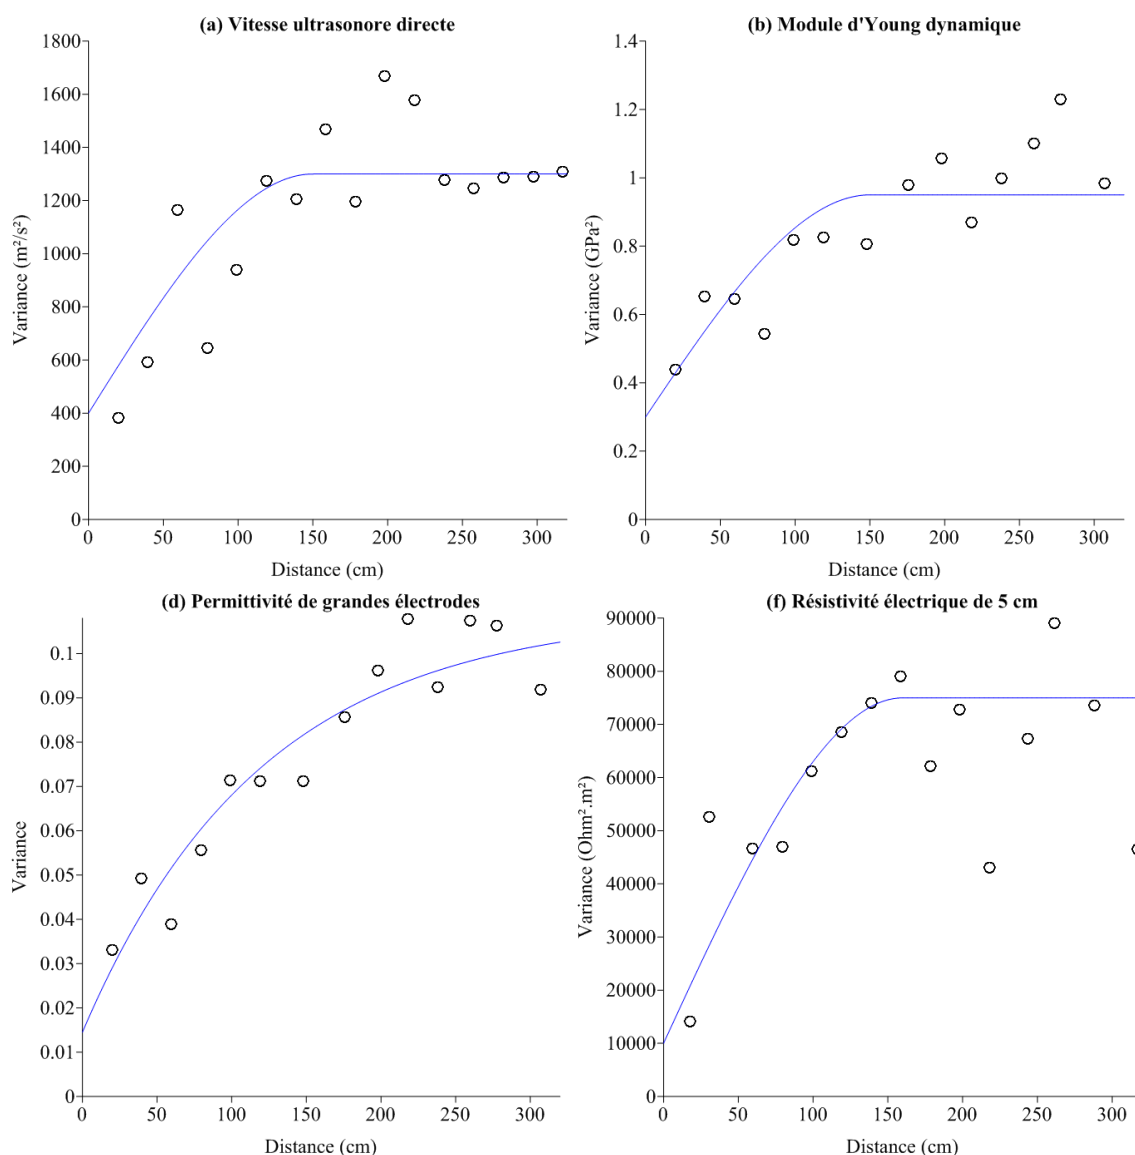 (a) Vitesse ultrasonore directe
1800
1600
1400
1200
1000
800
600
400
200
0
Variance (m²/s²)
0 50 100 150 200 250 300
Distance (cm)
(b) Module d'Young dynamique
1.4
1.2
1
0.8
0.6
0.4
0.2
0
Variance (GPa²)
0 50 100 150 200 250 300
Distance (cm)
(d) Permittivité de grandes électrodes
0.1
0.09
0.08
0.07
0.06
0.05
0.04
0.03
0.02
0.01
0
Variance
0 50 100 150 200 250 300
Distance (cm)
(f) Résistivité électrique de 5 cm
90000
80000
70000
60000
50000
40000
30000
20000
10000
0
Variance (Ohm².m²)
0 50 100 150 200 250 300
Distance (cm)